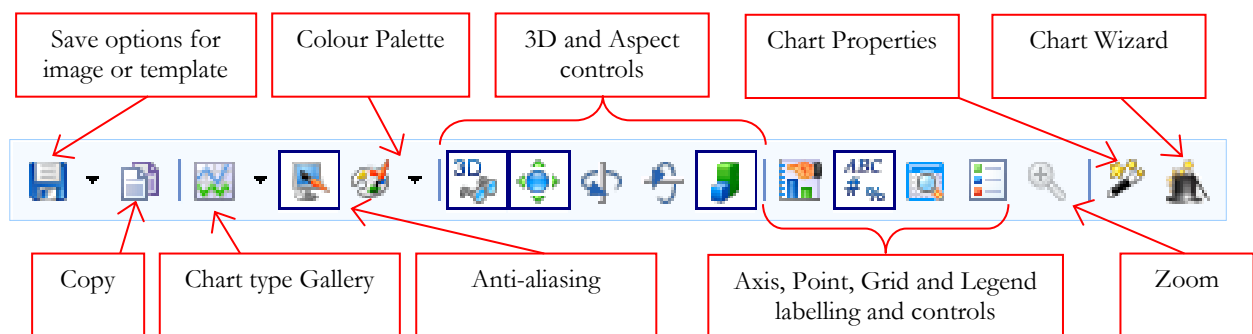 Save options for
image or template
Colour Palette
3D and Aspect
controls
Chart Properties
Chart Wizard
3D
ABC
# %
Copy
Chart type Gallery
Anti-aliasing
Axis, Point, Grid and Legend
labelling and controls
Zoom